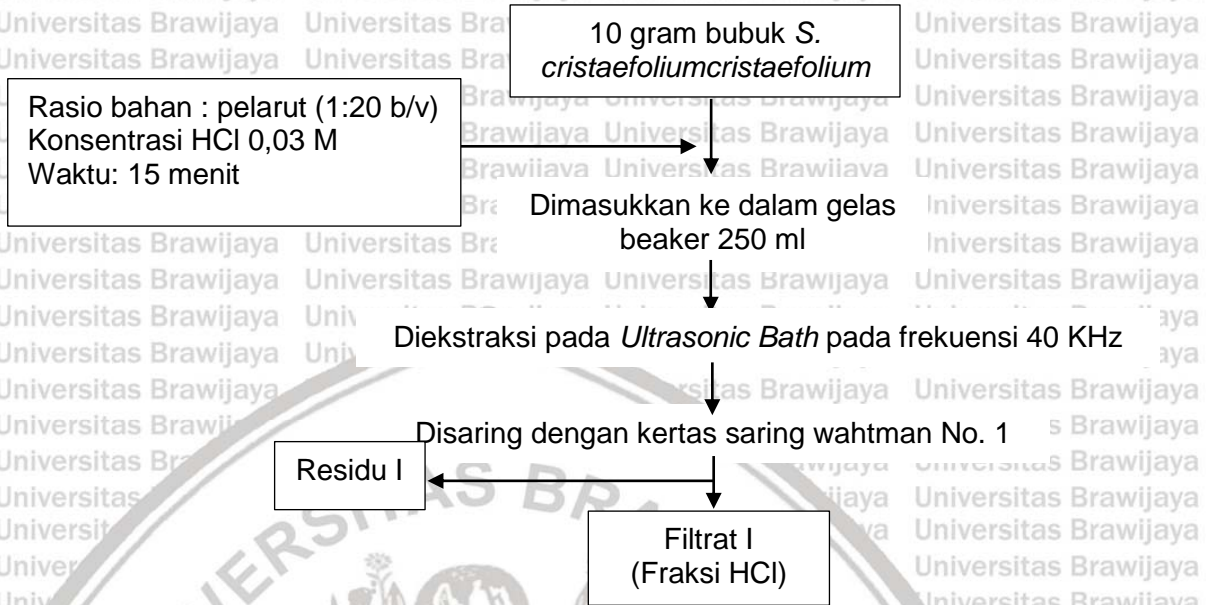 10 gram bubuk S.
cristaefoliumcristaefolium
Rasio bahan : pelarut (1:20 b/v)
Konsentrasi HCl 0,03 M
Waktu: 15 menit
Dimasukkan ke dalam gelas
beaker 250 ml
Diekstraksi pada Ultrasonic Bath pada frekuensi 40 KHz
Disaring dengan kertas saring wahtman No. 1
Residu I
Filtrat I
(Fraksi HCl)